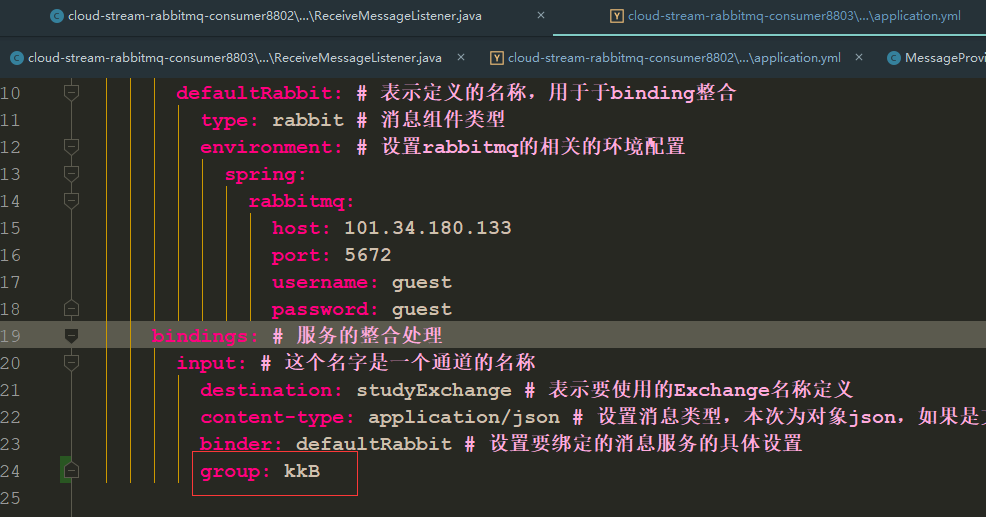 cloud-stream-rabbitmq-consumer8802\...\ReceiveMessageListener.java × cloud-stream-rabbitmq-consumer8803\...\application.yml
cloud-stream-rabbitmq-consumer8803\...\ReceiveMessageListener.java × cloud-stream-rabbitmq-consumer8802\...\application.yml × MessageProvi
10 defaultRabbit: # 表示定义的名称，用于于binding整合
11 type: rabbit # 消息组件类型
12 environment: # 设置rabbitmq的相关的环境配置
13 spring:
14 rabbitmq:
15 host: 101.34.180.133
16 port: 5672
17 username: guest
18 password: guest
19 bindings: # 服务的整合处理
20 input: # 这个名字是一个通道的名称
21 destination: studyExchange # 表示要使用的Exchange名称定义
22 content-type: application/json # 设置消息类型，本次为对象json，如果是
23 binder: defaultRabbit # 设置要绑定的消息服务的具体设置
24 group: kkB
25